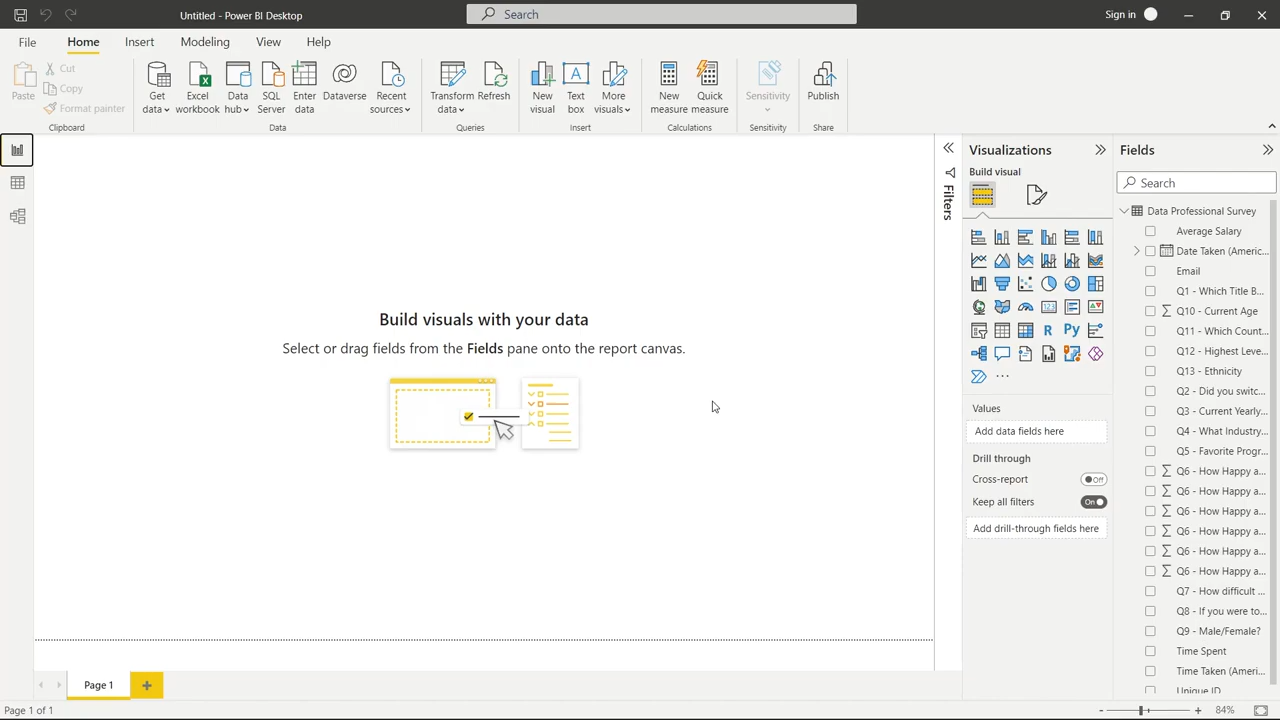 Untitled - Power BI Desktop
Search
Sign in
File
Home
Insert
Modeling
View
Help
Paste
Cut
Copy
Format painter
Clipboard
Get data
Excel workbook
Data hub
SQL Server
Enter data
Dataverse
Recent sources
Data
Transform data
Refresh
Queries
New visual
Text box
More visuals
Insert
New measure
Quick measure
Calculations
Sensitivity
Sensitivity
Publish
Share
Filters
Visualizations
Build visual
R
Py
123
...
Values
Add data fields here
Drill through
Cross-report
Off
Keep all filters
On
Add drill-through fields here
Fields
Search
Data Professional Survey
Average Salary
Date Taken (Americ...
Email
Q1 - Which Title B...
Q10 - Current Age
Q11 - Which Count...
Q12 - Highest Leve...
Q13 - Ethnicity
Q2 - Did you switc...
Q3 - Current Yearly...
Q4 - What Industry...
Q5 - Favorite Progr...
Q6 - How Happy a...
Q6 - How Happy a...
Q6 - How Happy a...
Q6 - How Happy a...
Q6 - How Happy a...
Q6 - How Happy a...
Q7 - How difficult ...
Q8 - If you were to...
Q9 - Male/Female?
Time Spent
Time Taken (Ameri...
Unique ID
Build visuals with your data
Select or drag fields from the Fields pane onto the report canvas.
Page 1
Page 1 of 1
84%